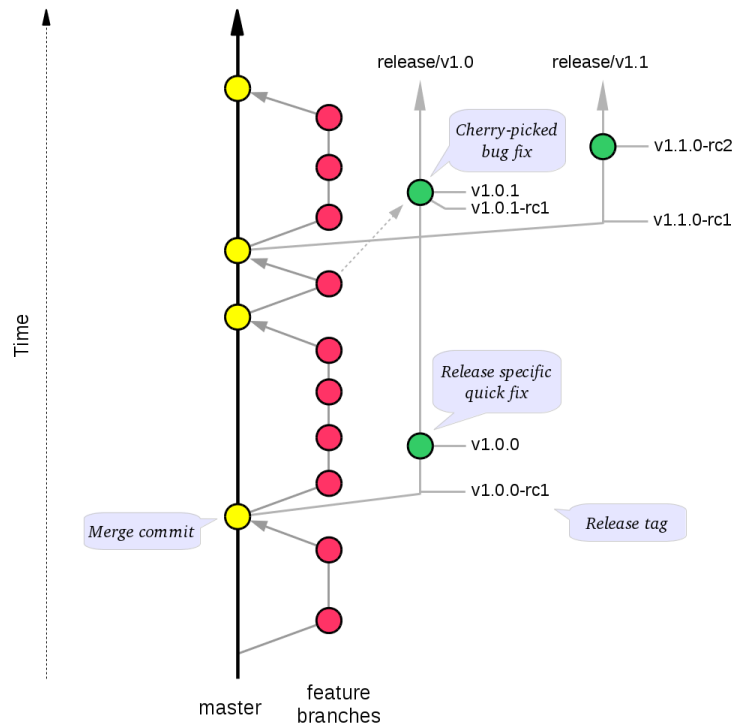 release/v1.0
release/v1.1
Cherry-picked
bug fix
v1.1.0-rc2
v1.0.1
v1.0.1-rc1
v1.1.0-rc1
Time
Release specific
quick fix
v1.0.0
v1.0.0-rc1
Merge commit
Release tag
master
feature
branches